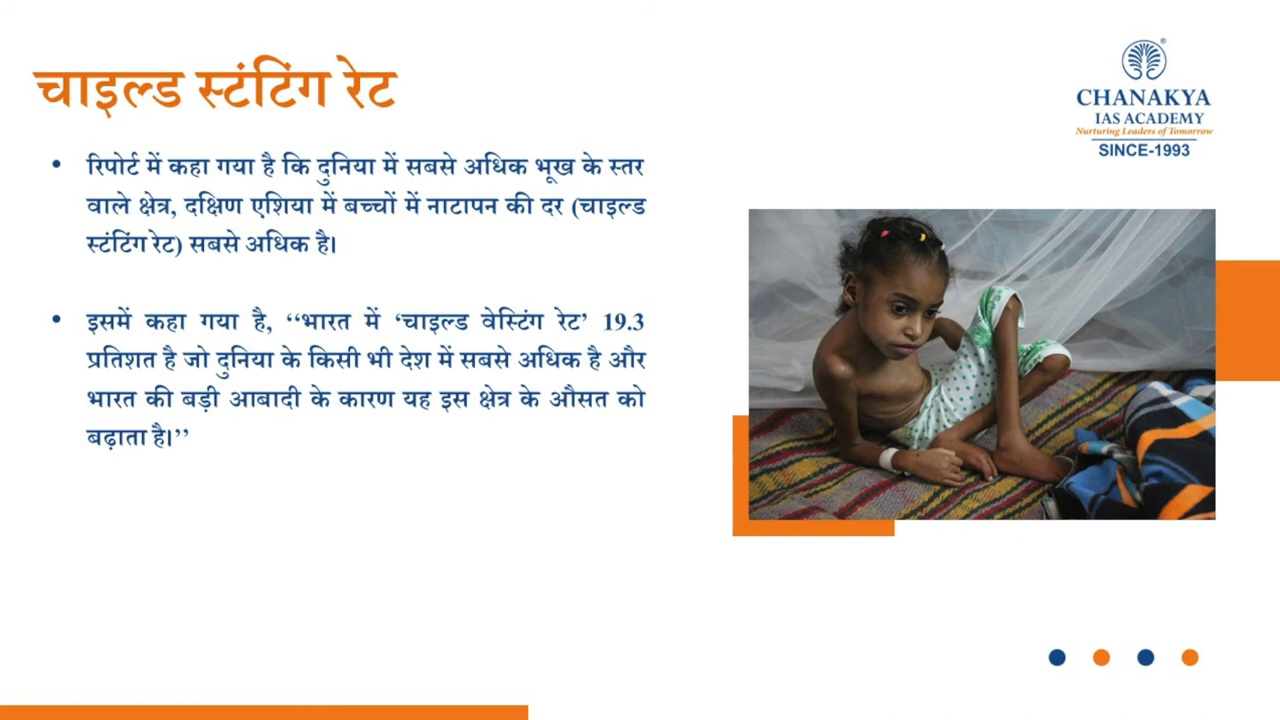 चाइल्ड स्टंटिंग रेट
CHANAKYA
IAS ACADEMY
Nurturing Leaders of Tomorrow
SINCE-1993
• रिपोर्ट में कहा गया है कि दुनिया में सबसे अधिक भूख के स्तर
वाले क्षेत्र, दक्षिण एशिया में बच्चों में नाटापन की दर (चाइल्ड
स्टंटिंग रेट) सबसे अधिक है।
• इसमें कहा गया है, ‘‘भारत में ‘चाइल्ड वेस्टिंग रेट’ 19.3
प्रतिशत है जो दुनिया के किसी भी देश में सबसे अधिक है और
भारत की बड़ी आबादी के कारण यह इस क्षेत्र के औसत को
बढ़ाता है।’’